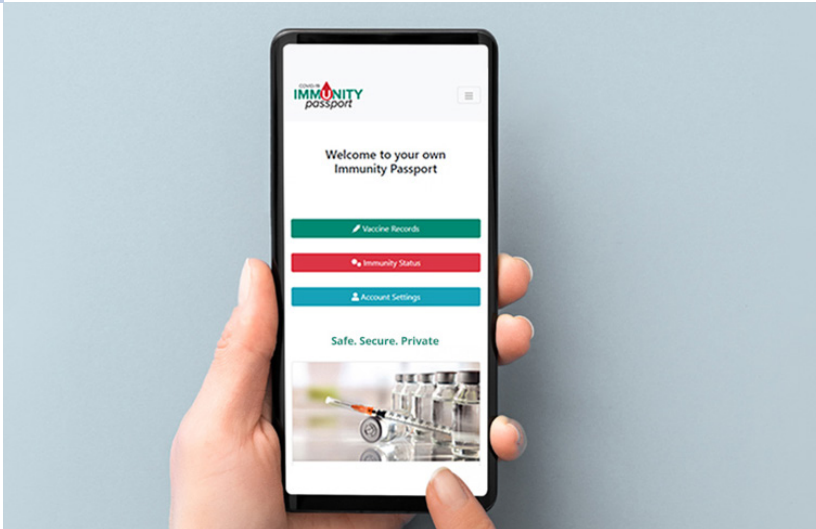 COVID-19
IMMUNITY
passport
Welcome to your own
Immunity Passport
Vaccine Records
Immunity Status
Account Settings
Safe. Secure. Private